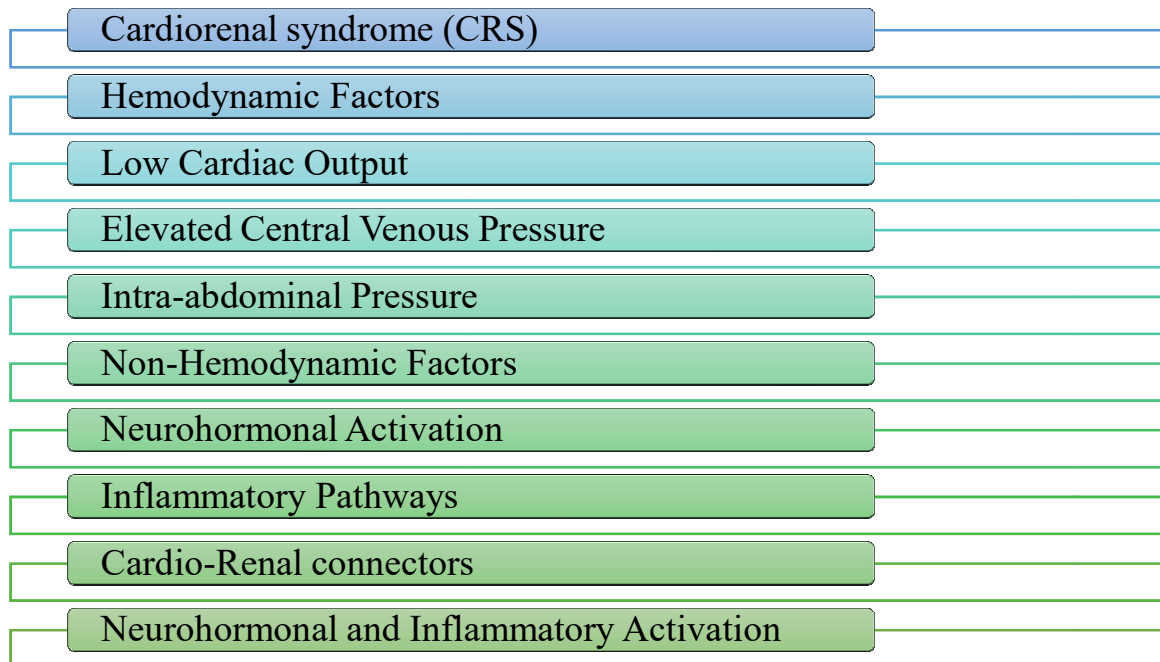 Cardiorenal syndrome (CRS)
Hemodynamic Factors
Low Cardiac Output
Elevated Central Venous Pressure
Intra-abdominal Pressure
Non-Hemodynamic Factors
Neurohormonal Activation
Inflammatory Pathways
Cardio-Renal connectors
Neurohormonal and Inflammatory Activation